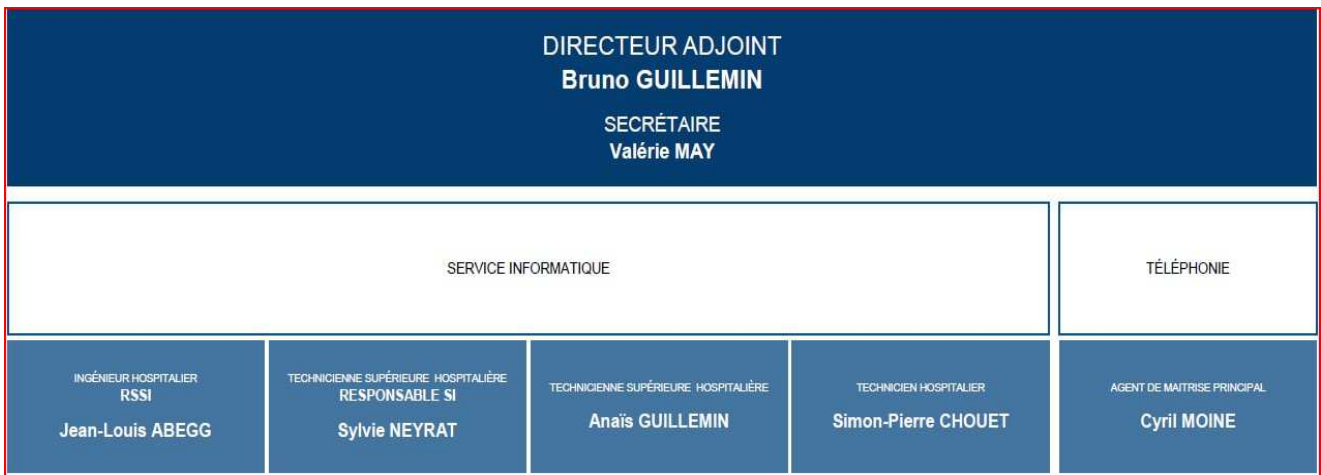 DIRECTEUR ADJOINT
Bruno GUILLEMIN
SECRÉTAIRE
Valérie MAY
SERVICE INFORMATIQUE
TÉLÉPHONIE
INGÉNIEUR HOSPITALIER
RSSI
Jean-Louis ABEGG
TECHNICIENNE SUPÉRIEURE HOSPITALIÈRE
RESPONSABLE SI
Sylvie NEYRAT
TECHNICIENNE SUPÉRIEURE HOSPITALIÈRE
Anaïs GUILLEMIN
TECHNICIEN HOSPITALIER
Simon-Pierre CHOUET
AGENT DE MAITRISE PRINCIPAL
Cyril MOINE